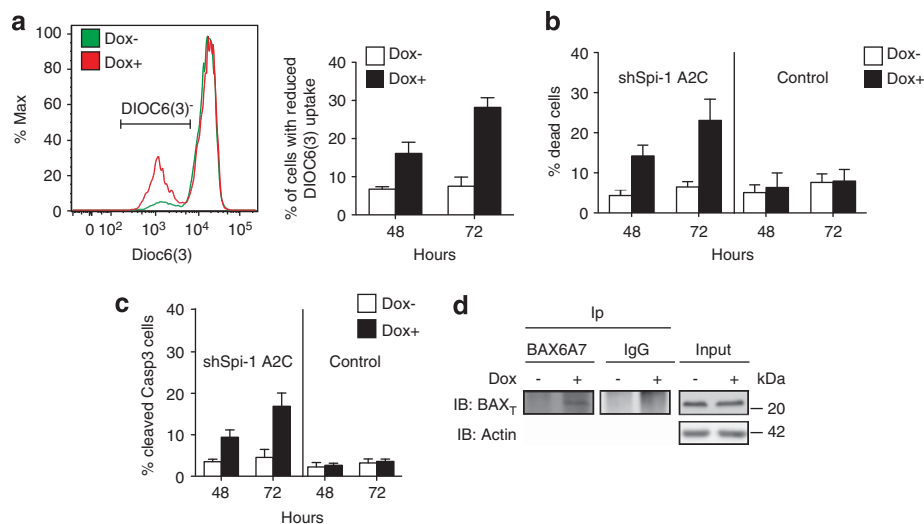 a
Dox-
Dox+
DIOC6(3)-
% Max
100
80
60
40
20
0
0 10² 10³ 10⁴ 10⁵
Dioc6(3)
Dox-
Dox+
% of cells with reduced
DIOC6(3) uptake
40
30
20
10
0
48 72
Hours
b
Dox-
Dox+
shSpi-1 A2C Control
% dead cells
40
30
20
10
0
48 72 48 72
Hours
c
Dox-
Dox+
shSpi-1 A2C Control
% cleaved Casp3 cells
40
30
20
10
0
48 72 48 72
Hours
d
Ip
BAX6A7 IgG Input
Dox - + - + - + kDa
IB: BAXT 20
IB: Actin 42